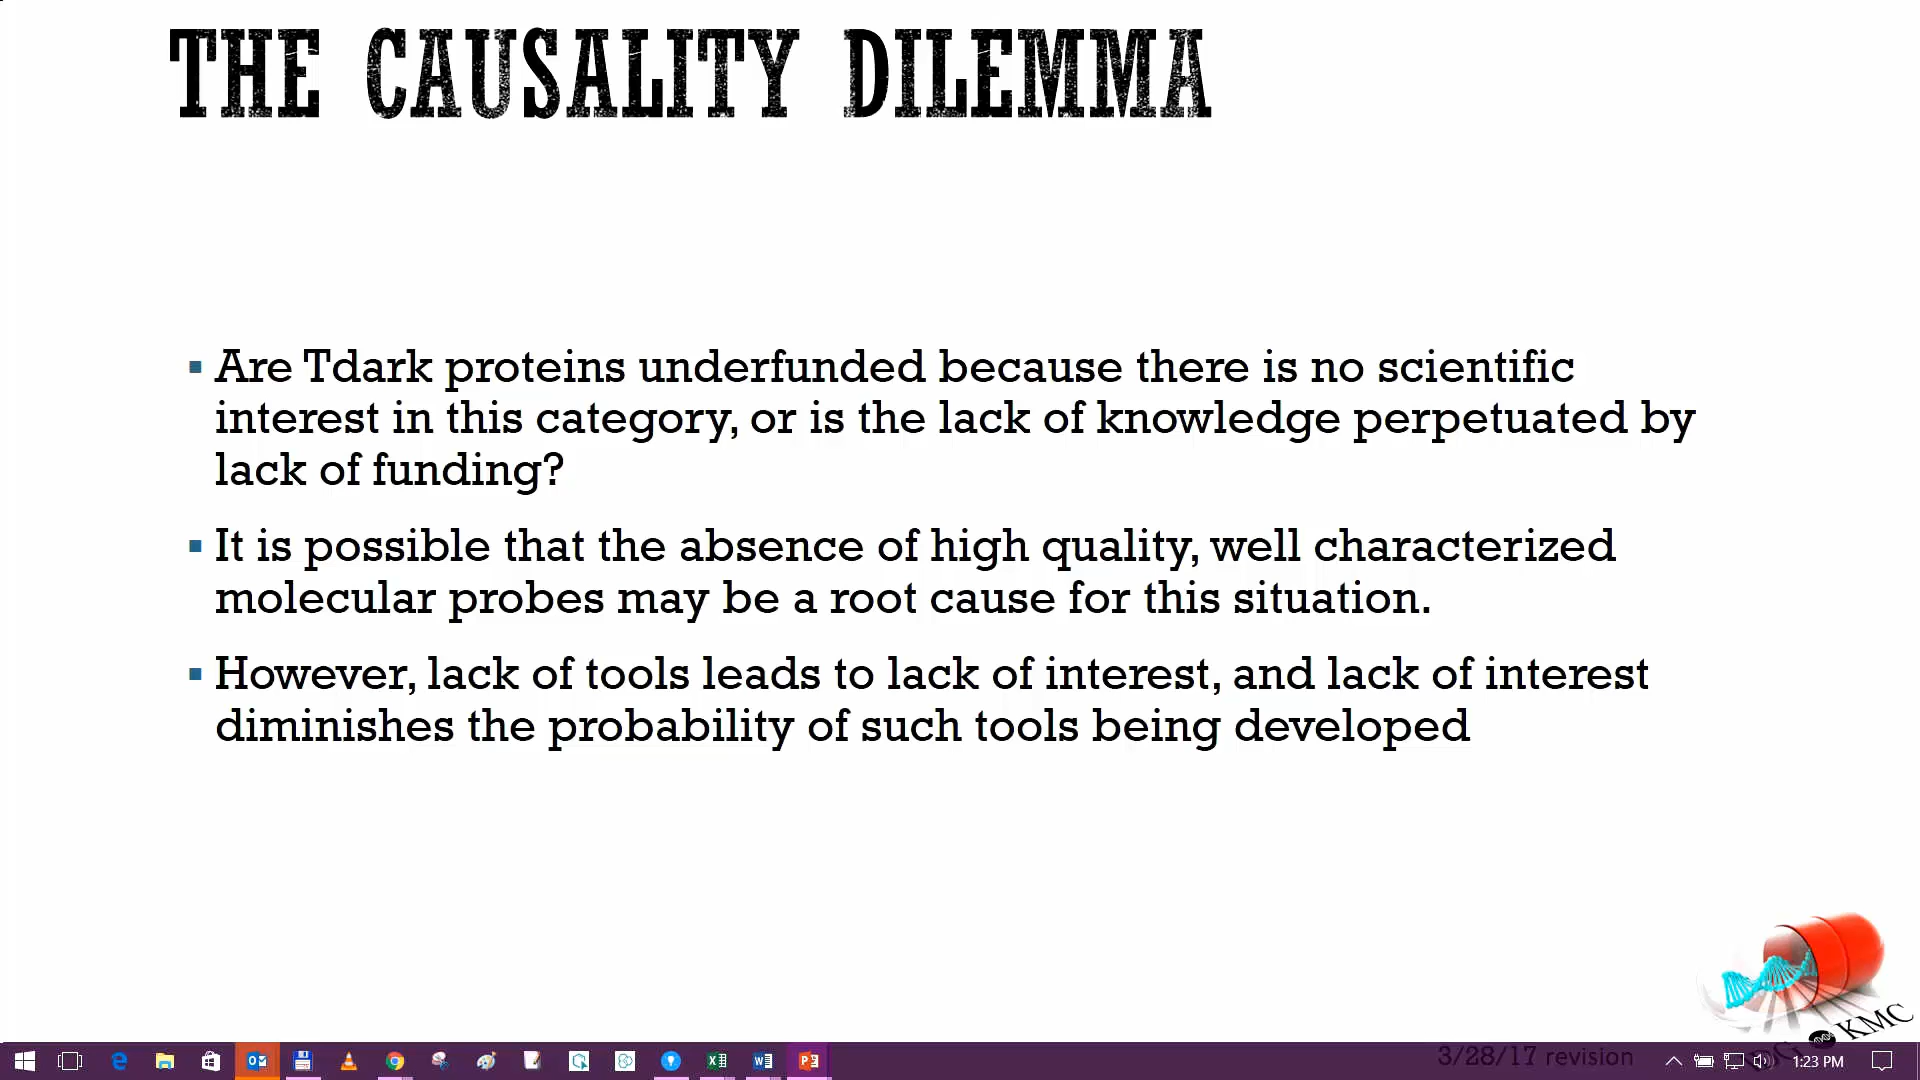 THE CAUSALITY DILEMMA
▪ Are Tdark proteins underfunded because there is no scientific
interest in this category, or is the lack of knowledge perpetuated by
lack of funding?
▪ It is possible that the absence of high quality, well characterized
molecular probes may be a root cause for this situation.
▪ However, lack of tools leads to lack of interest, and lack of interest
diminishes the probability of such tools being developed
KMC
3/28/17 revision
1:23 PM